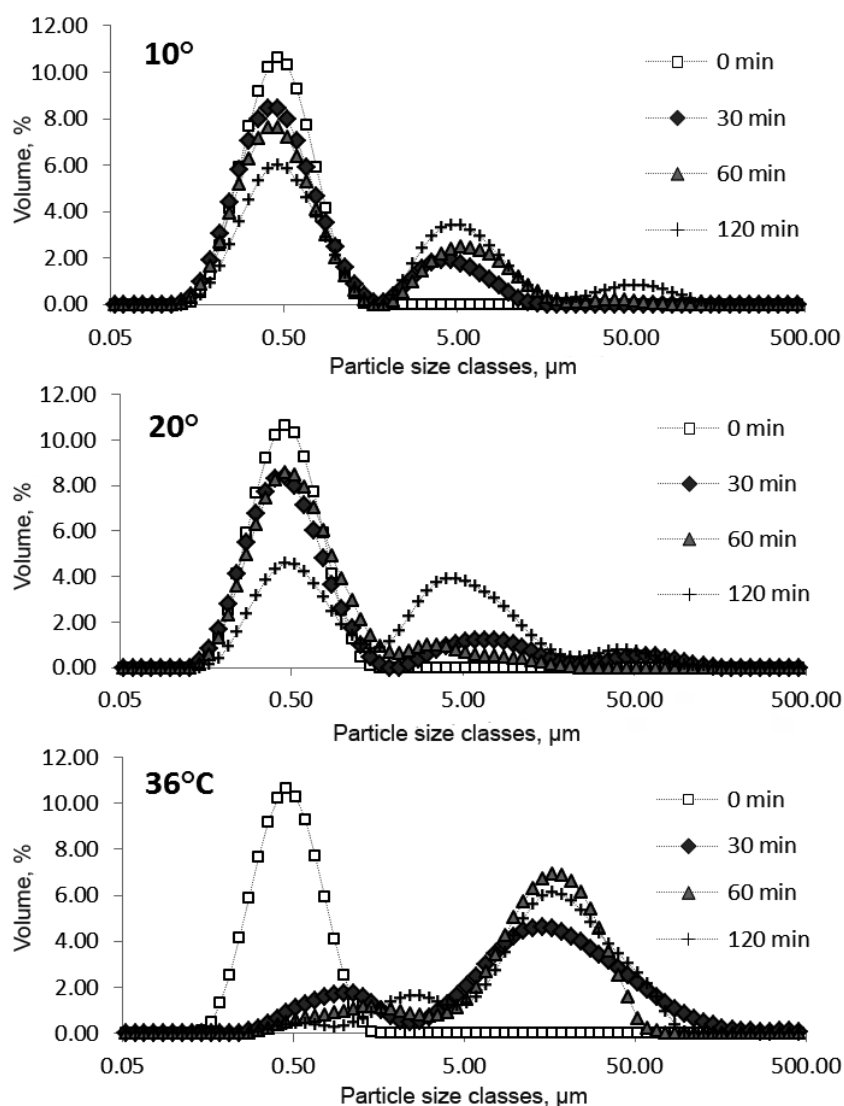 12.00
10.00
8.00
6.00
4.00
2.00
0.00
Volume, %
10°
0 min
30 min
60 min
120 min
0.05 0.50 5.00 50.00 500.00
Particle size classes, µm
12.00
10.00
8.00
6.00
4.00
2.00
0.00
Volume, %
20°
0 min
30 min
60 min
120 min
0.05 0.50 5.00 50.00 500.00
Particle size classes, µm
12.00
10.00
8.00
6.00
4.00
2.00
0.00
Volume, %
36°C
0 min
30 min
60 min
120 min
0.05 0.50 5.00 50.00 500.00
Particle size classes, µm